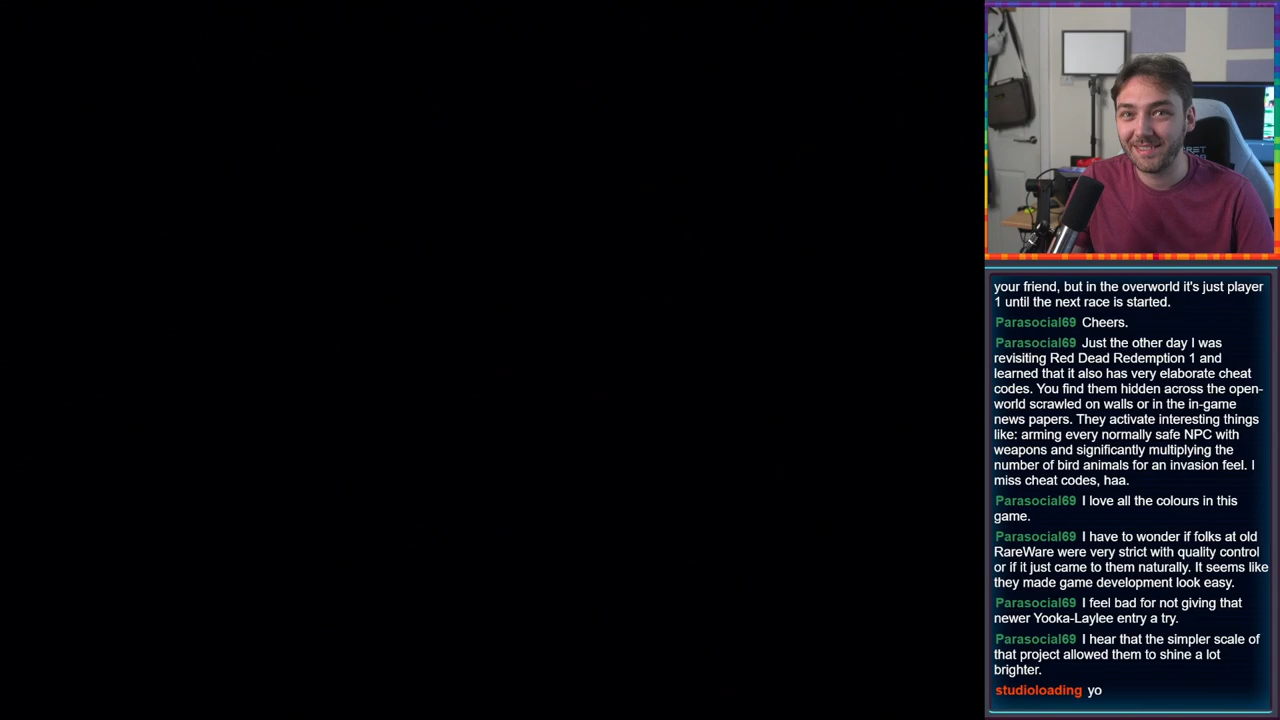 your friend, but in the overworld it's just player
1 until the next race is started.
Parasocial69 Cheers.
Parasocial69 Just the other day I was
revisiting Red Dead Redemption 1 and
learned that it also has very elaborate cheat
codes. You find them hidden across the open-
world scrawled on walls or in the in-game
news papers. They activate interesting things
like: arming every normally safe NPC with
weapons and significantly multiplying the
number of bird animals for an invasion feel. I
miss cheat codes, haa.
Parasocial69 I love all the colours in this
game.
Parasocial69 I have to wonder if folks at old
RareWare were very strict with quality control
or if it just came to them naturally. It seems like
they made game development look easy.
Parasocial69 I feel bad for not giving that
newer Yooka-Laylee entry a try.
Parasocial69 I hear that the simpler scale of
that project allowed them to shine a lot
brighter.
studioloading yo